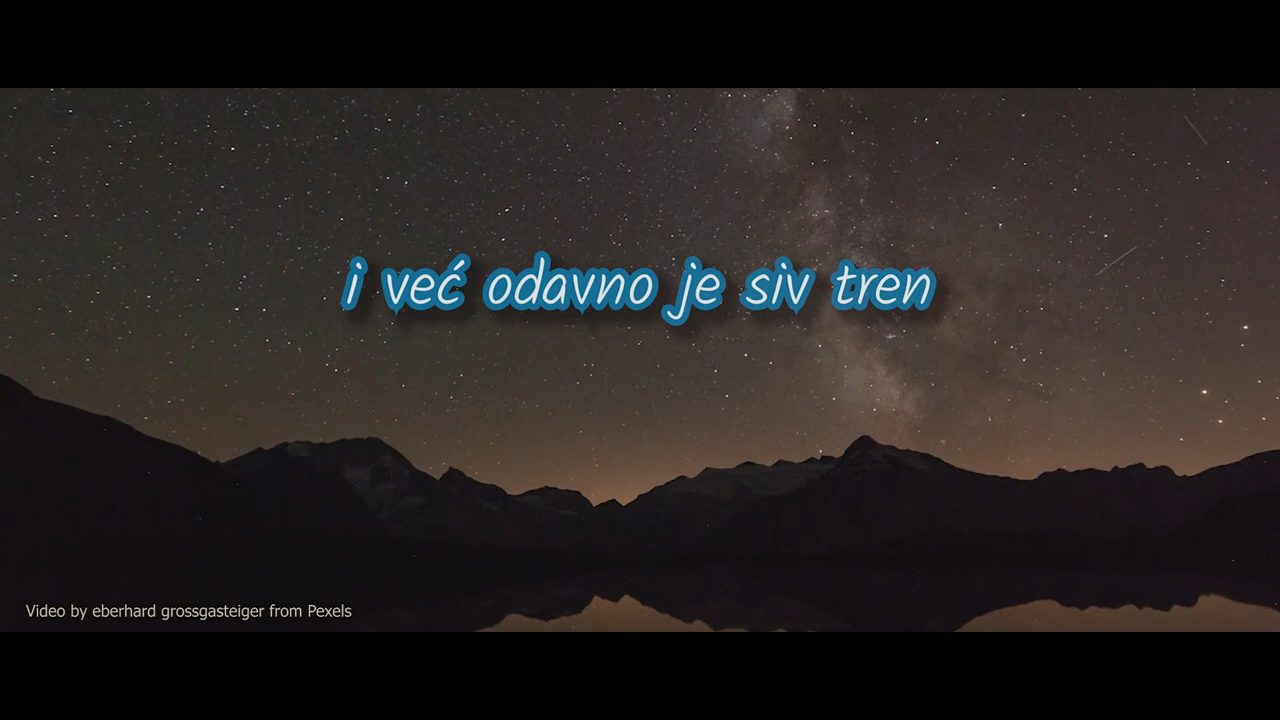 i već odavno je siv tren
Video by eberhard grossgasteiger from Pexels